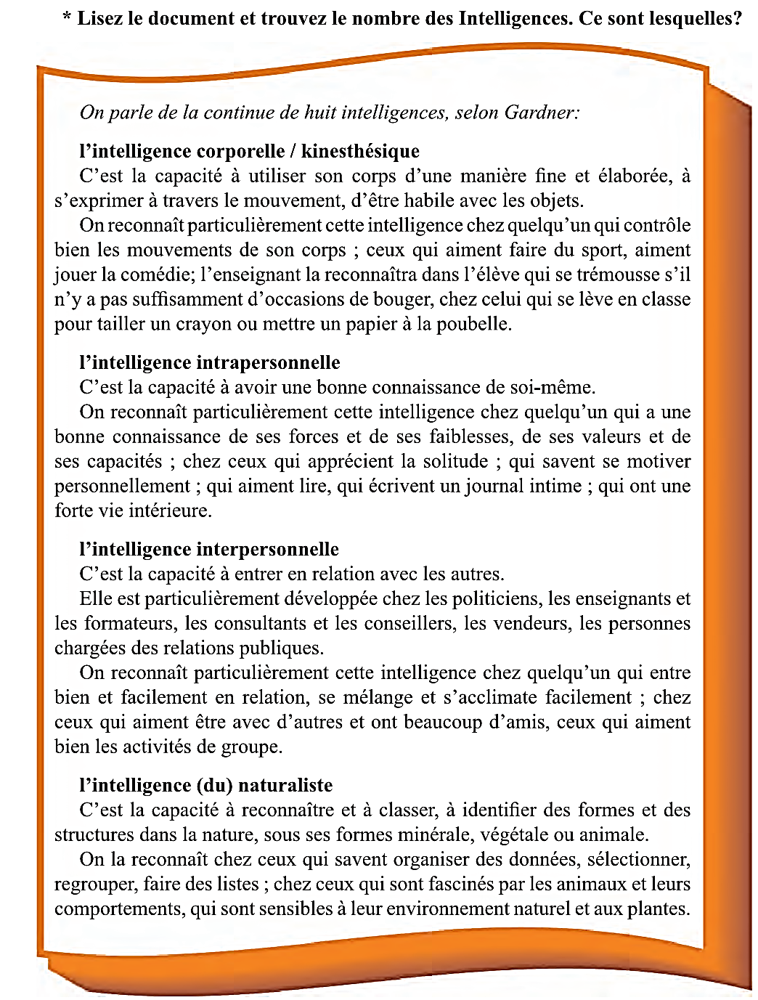 * Lisez le document et trouvez le nombre des Intelligences. Ce sont lesquelles?
On parle de la continue de huit intelligences, selon Gardner:
l’intelligence corporelle / kinesthésique
C’est la capacité à utiliser son corps d’une manière fine et élaborée, à
s’exprimer à travers le mouvement, d’être habile avec les objets.
On reconnaît particulièrement cette intelligence chez quelqu’un qui contrôle
bien les mouvements de son corps ; ceux qui aiment faire du sport, aiment
jouer la comédie; l’enseignant la reconnaîtra dans l’élève qui se trémousse s’il
n’y a pas suffisamment d’occasions de bouger, chez celui qui se lève en classe
pour tailler un crayon ou mettre un papier à la poubelle.
l’intelligence intrapersonnelle
C’est la capacité à avoir une bonne connaissance de soi-même.
On reconnaît particulièrement cette intelligence chez quelqu’un qui a une
bonne connaissance de ses forces et de ses faiblesses, de ses valeurs et de
ses capacités ; chez ceux qui apprécient la solitude ; qui savent se motiver
personnellement ; qui aiment lire, qui écrivent un journal intime ; qui ont une
forte vie intérieure.
l’intelligence interpersonnelle
C’est la capacité à entrer en relation avec les autres.
Elle est particulièrement développée chez les politiciens, les enseignants et
les formateurs, les consultants et les conseillers, les vendeurs, les personnes
chargées des relations publiques.
On reconnaît particulièrement cette intelligence chez quelqu’un qui entre
bien et facilement en relation, se mélange et s’acclimate facilement ; chez
ceux qui aiment être avec d’autres et ont beaucoup d’amis, ceux qui aiment
bien les activités de groupe.
l’intelligence (du) naturaliste
C’est la capacité à reconnaître et à classer, à identifier des formes et des
structures dans la nature, sous ses formes minérale, végétale ou animale.
On la reconnaît chez ceux qui savent organiser des données, sélectionner,
regrouper, faire des listes ; chez ceux qui sont fascinés par les animaux et leurs
comportements, qui sont sensibles à leur environnement naturel et aux plantes.